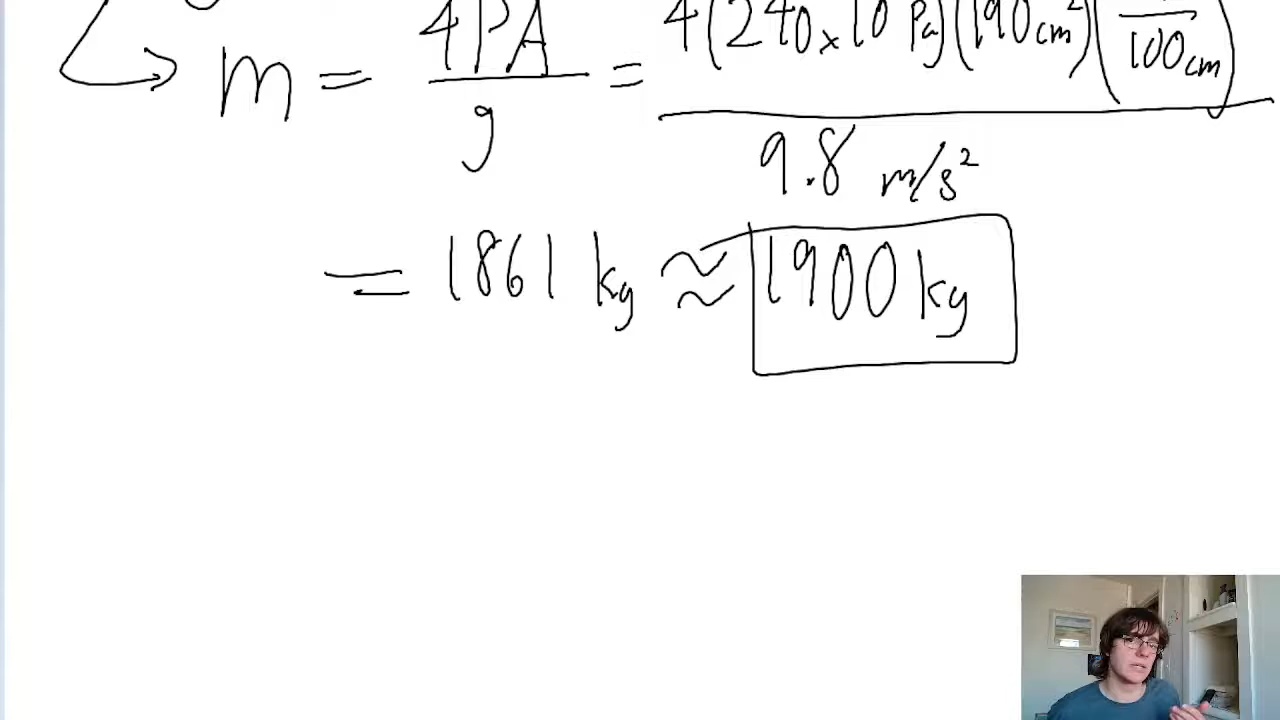 m = 4PA / g = 4(240 x 10 Pa)(190 cm²)( / 100 cm) / 9.8 m/s²
= 1861 kg ≈ 1900 kg